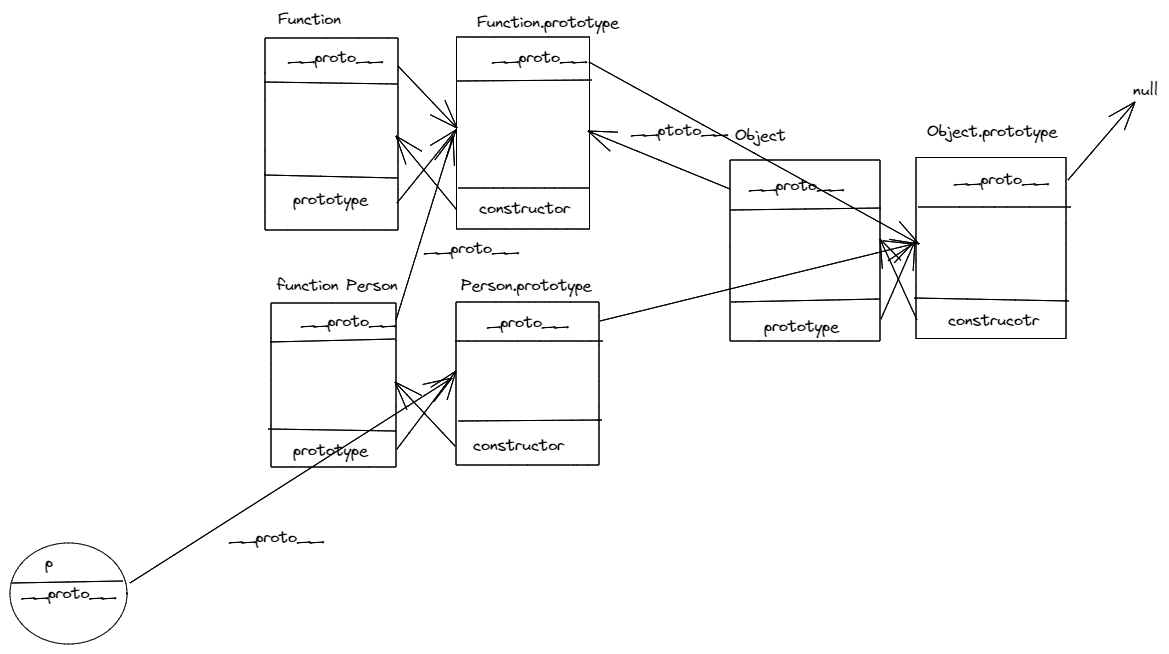 Function
Function.prototype
__proto__
__proto__
null
__ptoto__
Object
Object.prototype
__proto__
__proto__
prototype
constructor
__proto__
function Person
Person.prototype
__proto__
__proto__
prototype
construcotr
prototype
constructor
__proto__
p
__proto__